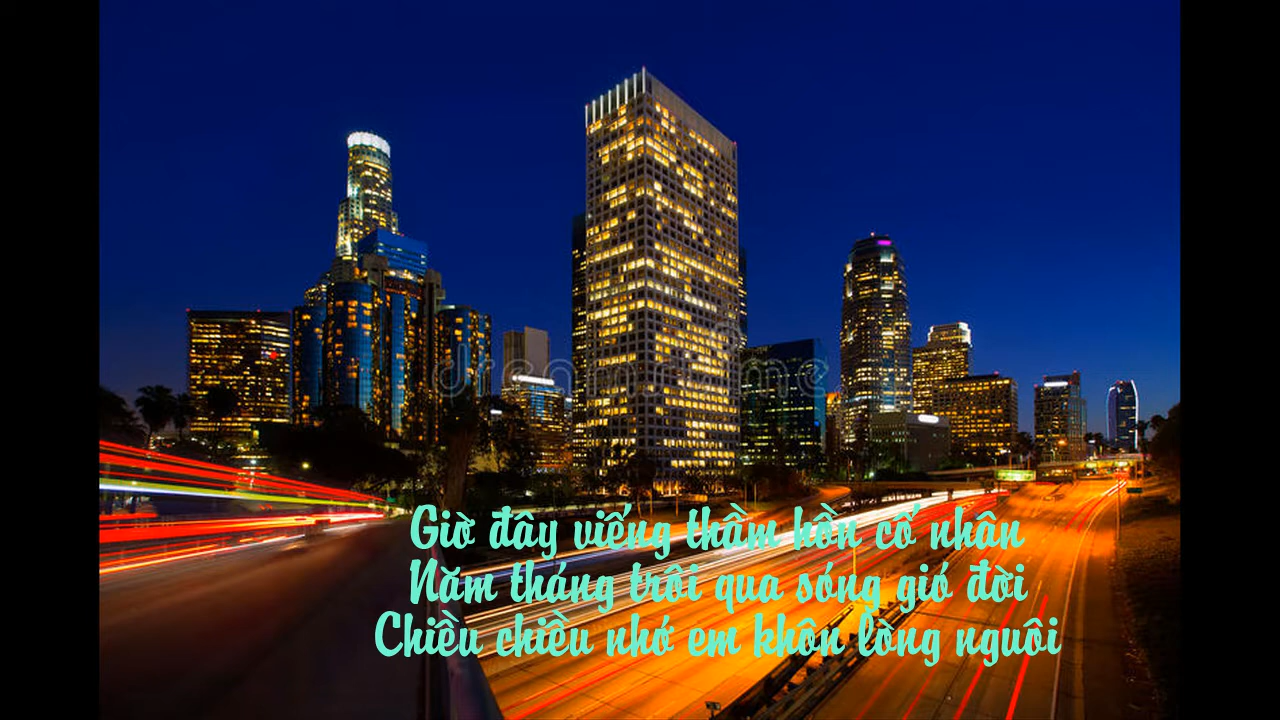 dreamstime
Giờ đây viếng thầm hồn cố nhân
Năm tháng trôi qua sóng gió đời
Chiều chiều nhớ em khôn lòng nguôi